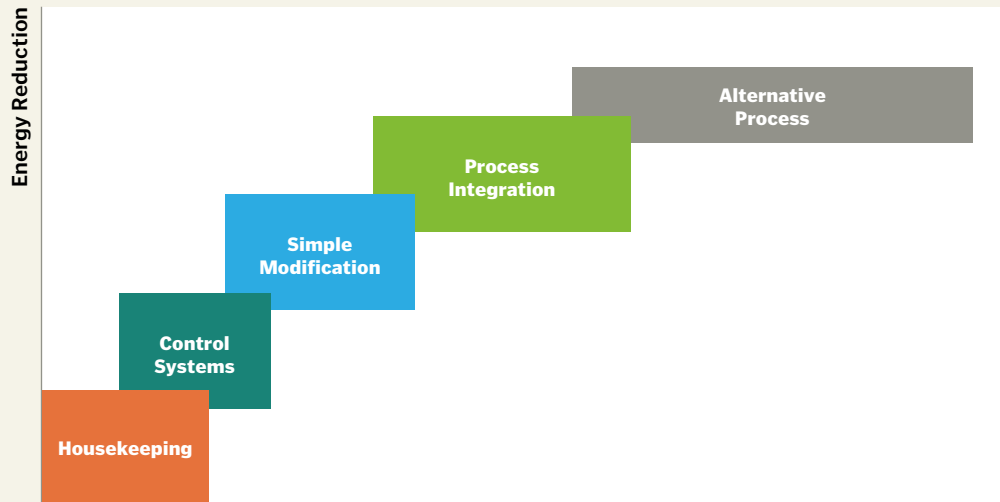 Energy Reduction
Alternative
Process
Process
Integration
Simple
Modification
Control
Systems
Housekeeping